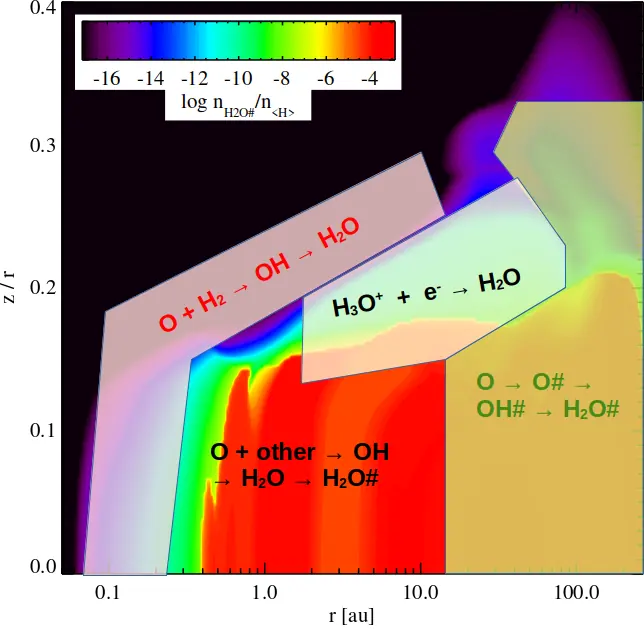 0.4
-16 -14 -12 -10 -8 -6 -4
log n_H2O#/n_<H>
0.3
O + H₂ → OH → H₂O
z / r
0.2
H₃O⁺ + e⁻ → H₂O
O → O# →
OH# → H₂O#
0.1
O + other → OH
→ H₂O → H₂O#
0.0
0.1 1.0 10.0 100.0
r [au]